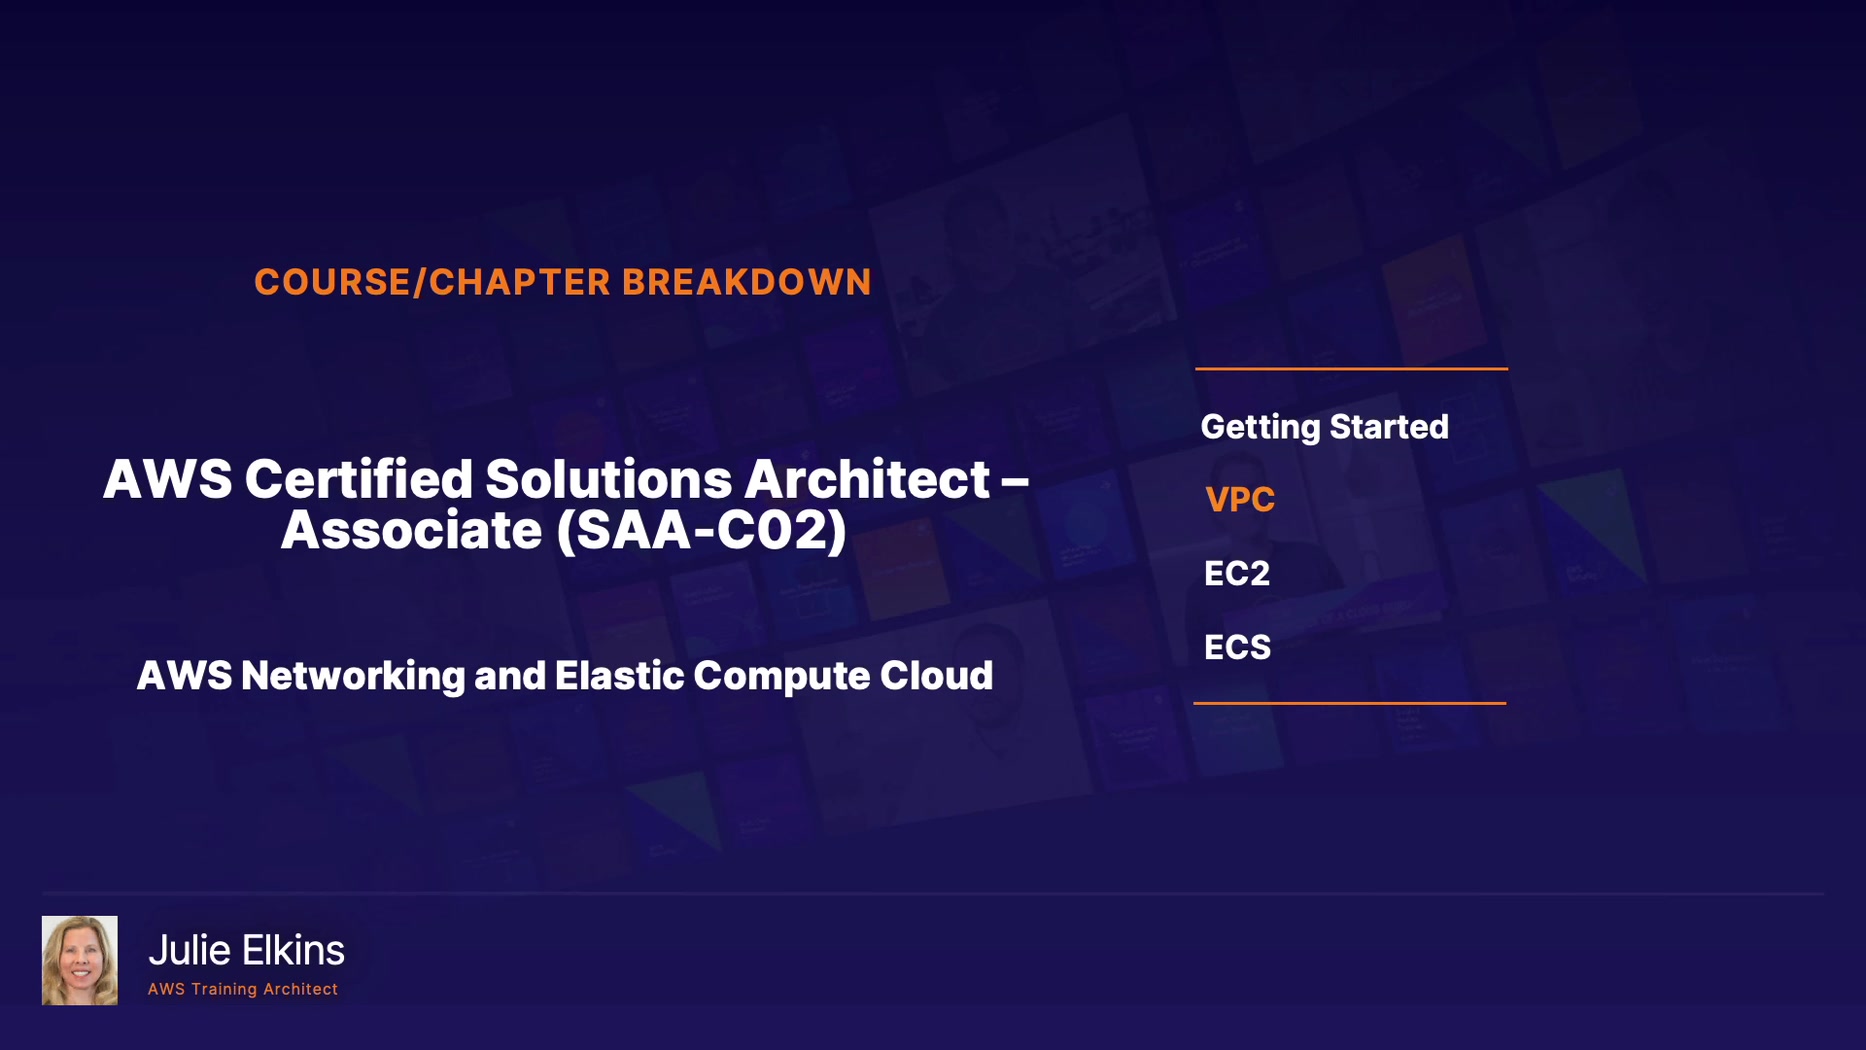 COURSE/CHAPTER BREAKDOWN
AWS Certified Solutions Architect –
Associate (SAA-C02)
AWS Networking and Elastic Compute Cloud
Getting Started
VPC
EC2
ECS
Julie Elkins
AWS Training Architect